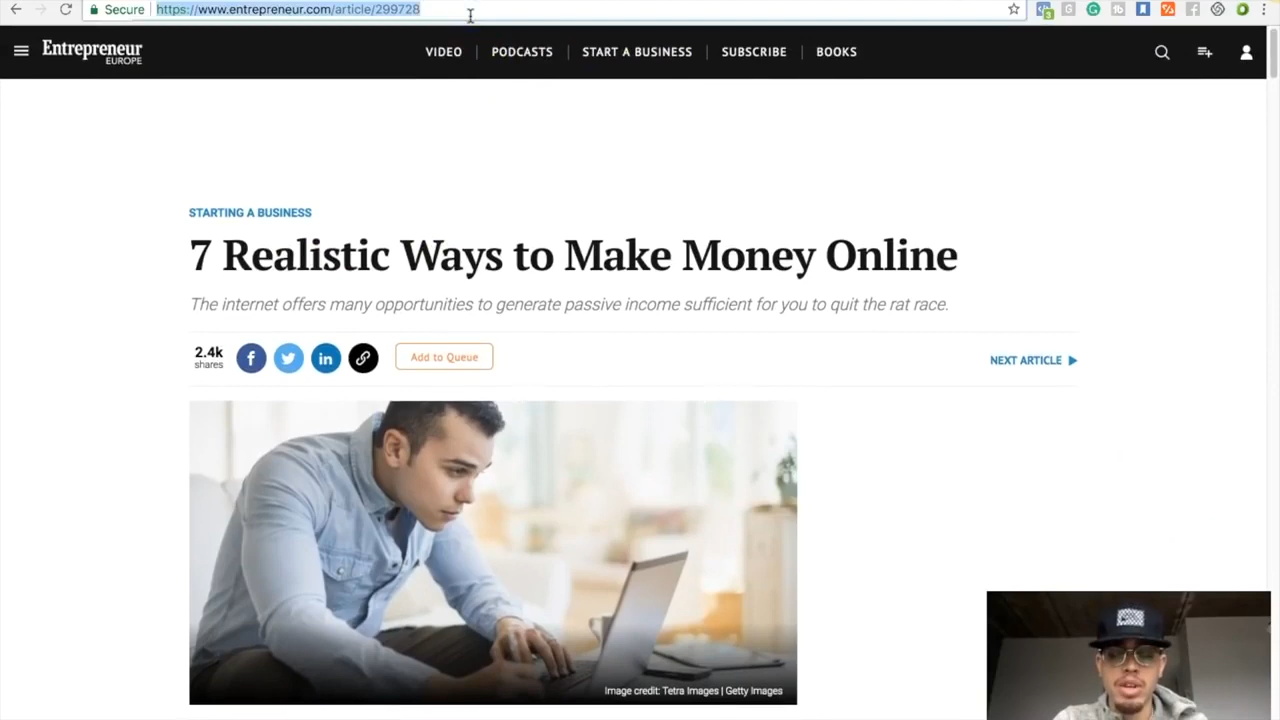 Secure
https://www.entrepreneur.com/article/299728
3
Entrepreneur
EUROPE
VIDEO
PODCASTS
START A BUSINESS
SUBSCRIBE
BOOKS
STARTING A BUSINESS
7 Realistic Ways to Make Money Online
The internet offers many opportunities to generate passive income sufficient for you to quit the rat race.
2.4k
shares
Add to Queue
NEXT ARTICLE
Image credit: Tetra Images | Getty Images